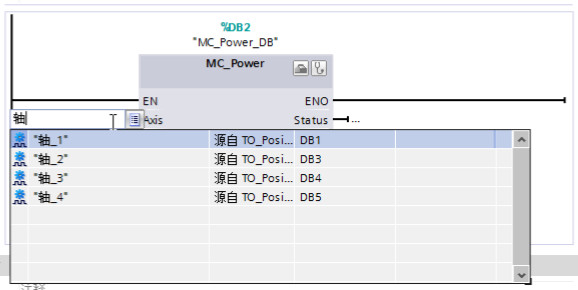 %DB2
"MC_Power_DB"
MC_Power
EN ENO
轴 Axis Status ...
"轴_1" 源自 TO_Posi... DB1
"轴_2" 源自 TO_Posi... DB3
"轴_3" 源自 TO_Posi... DB4
"轴_4" 源自 TO_Posi... DB5